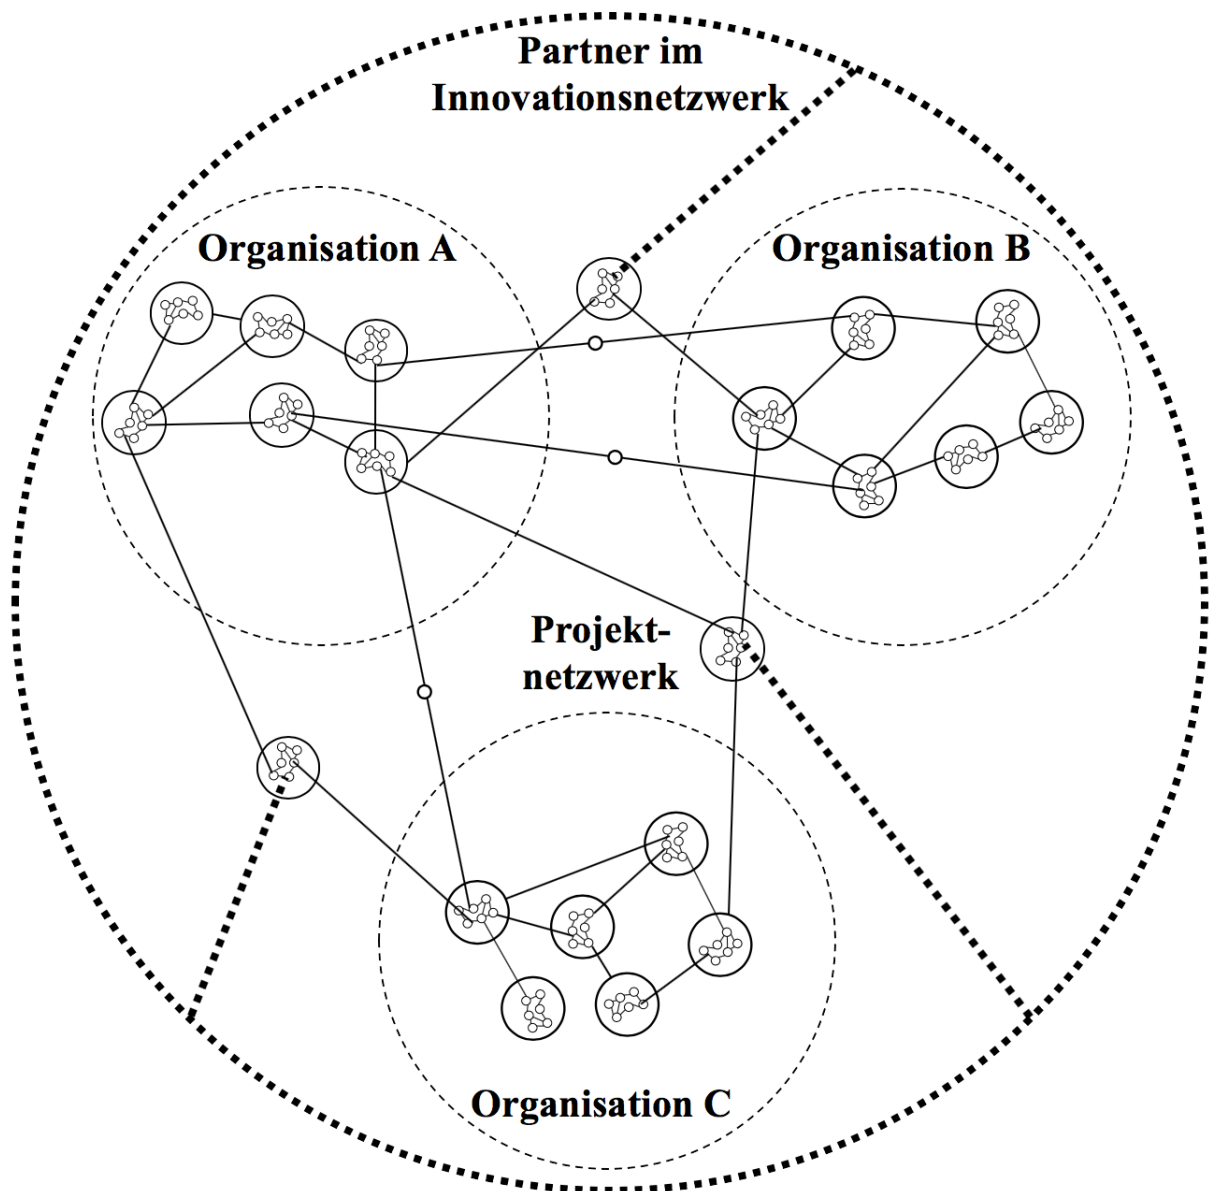 Partner im
Innovationsnetzwerk
Organisation A
Organisation B
Projekt-
netzwerk
Organisation C